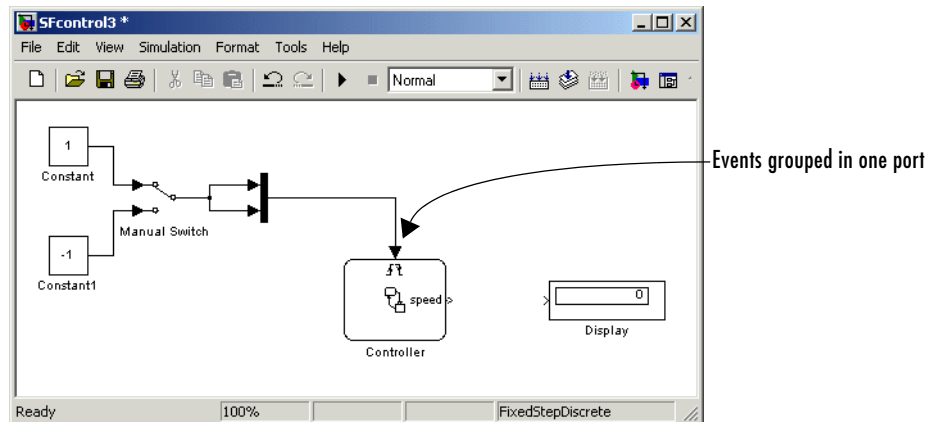 SFcontrol3 *
File Edit View Simulation Format Tools Help
Normal
1
Constant
Manual Switch
-1
Constant1
Events grouped in one port
speed
Controller
0
Display
Ready 100% FixedStepDiscrete